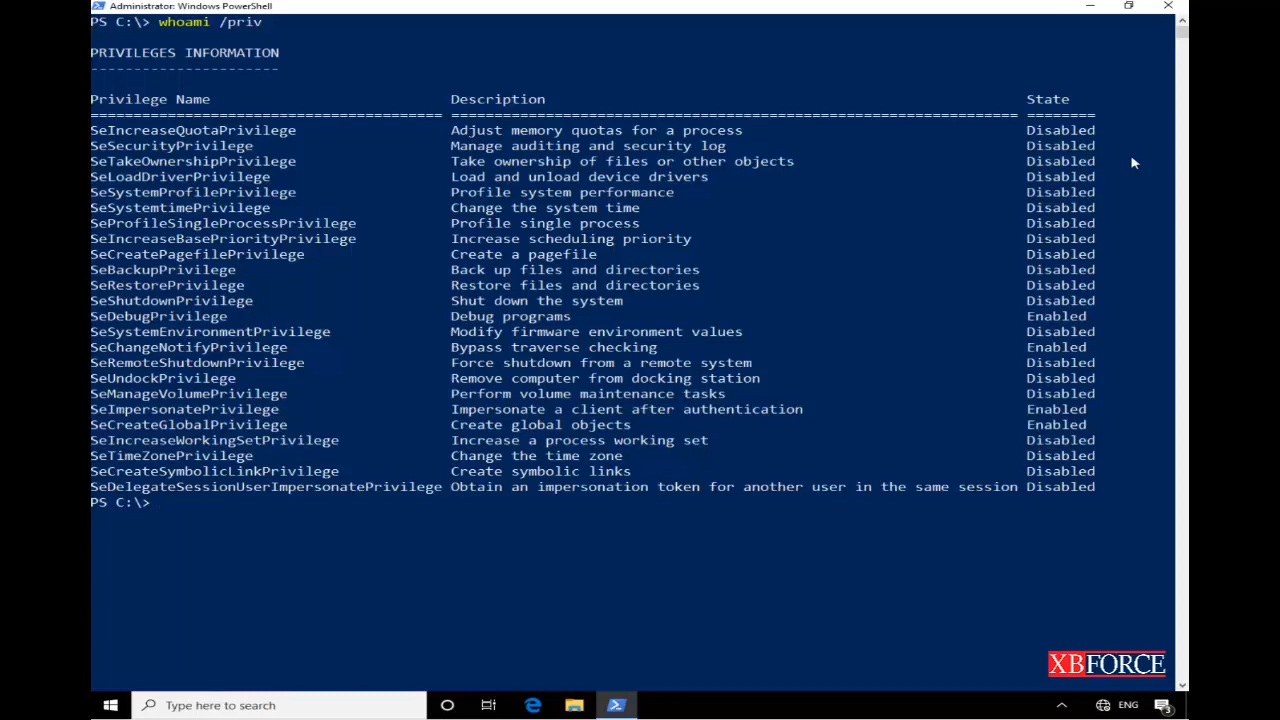 Administrator: Windows PowerShell
PS C:\> whoami /priv
PRIVILEGES INFORMATION
----------------------
Privilege Name Description State
========================================= ================================================================== ========
SeIncreaseQuotaPrivilege Adjust memory quotas for a process Disabled
SeSecurityPrivilege Manage auditing and security log Disabled
SeTakeOwnershipPrivilege Take ownership of files or other objects Disabled
SeLoadDriverPrivilege Load and unload device drivers Disabled
SeSystemProfilePrivilege Profile system performance Disabled
SeSystemtimePrivilege Change the system time Disabled
SeProfileSingleProcessPrivilege Profile single process Disabled
SeIncreaseBasePriorityPrivilege Increase scheduling priority Disabled
SeCreatePagefilePrivilege Create a pagefile Disabled
SeBackupPrivilege Back up files and directories Disabled
SeRestorePrivilege Restore files and directories Disabled
SeShutdownPrivilege Shut down the system Disabled
SeDebugPrivilege Debug programs Enabled
SeSystemEnvironmentPrivilege Modify firmware environment values Disabled
SeChangeNotifyPrivilege Bypass traverse checking Enabled
SeRemoteShutdownPrivilege Force shutdown from a remote system Disabled
SeUndockPrivilege Remove computer from docking station Disabled
SeManageVolumePrivilege Perform volume maintenance tasks Disabled
SeImpersonatePrivilege Impersonate a client after authentication Enabled
SeCreateGlobalPrivilege Create global objects Enabled
SeIncreaseWorkingSetPrivilege Increase a process working set Disabled
SeTimeZonePrivilege Change the time zone Disabled
SeCreateSymbolicLinkPrivilege Create symbolic links Disabled
SeDelegateSessionUserImpersonatePrivilege Obtain an impersonation token for another user in the same session Disabled
PS C:\>
XBFORCE
Type here to search
ENG
3